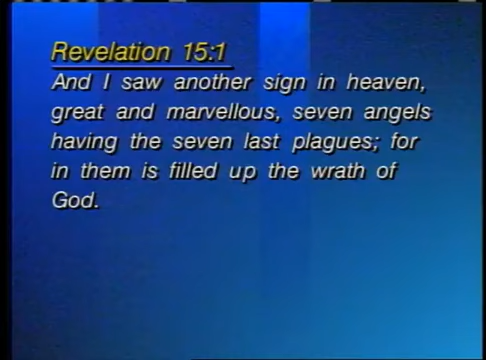 Revelation 15:1
And I saw another sign in heaven,
great and marvellous, seven angels
having the seven last plagues; for
in them is filled up the wrath of
God.